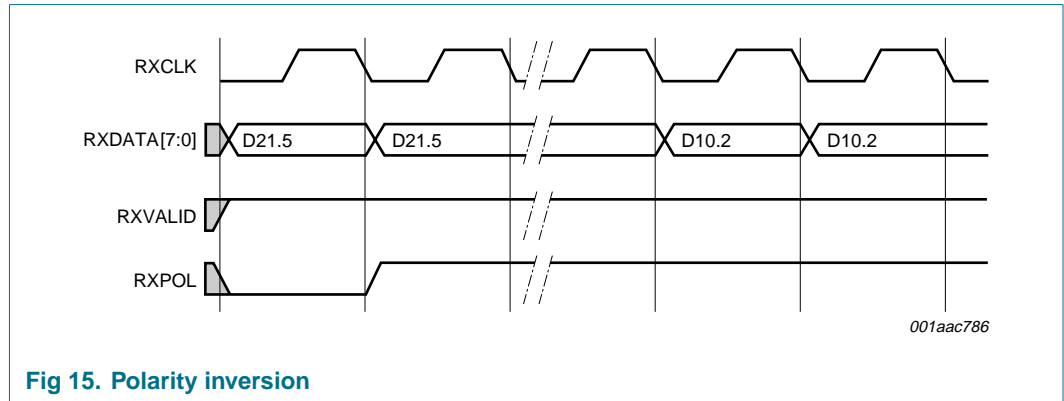 RXCLK
RXDATA[7:0] D21.5 D21.5 D10.2 D10.2
RXVALID
RXPOL
001aac786
Fig 15. Polarity inversion